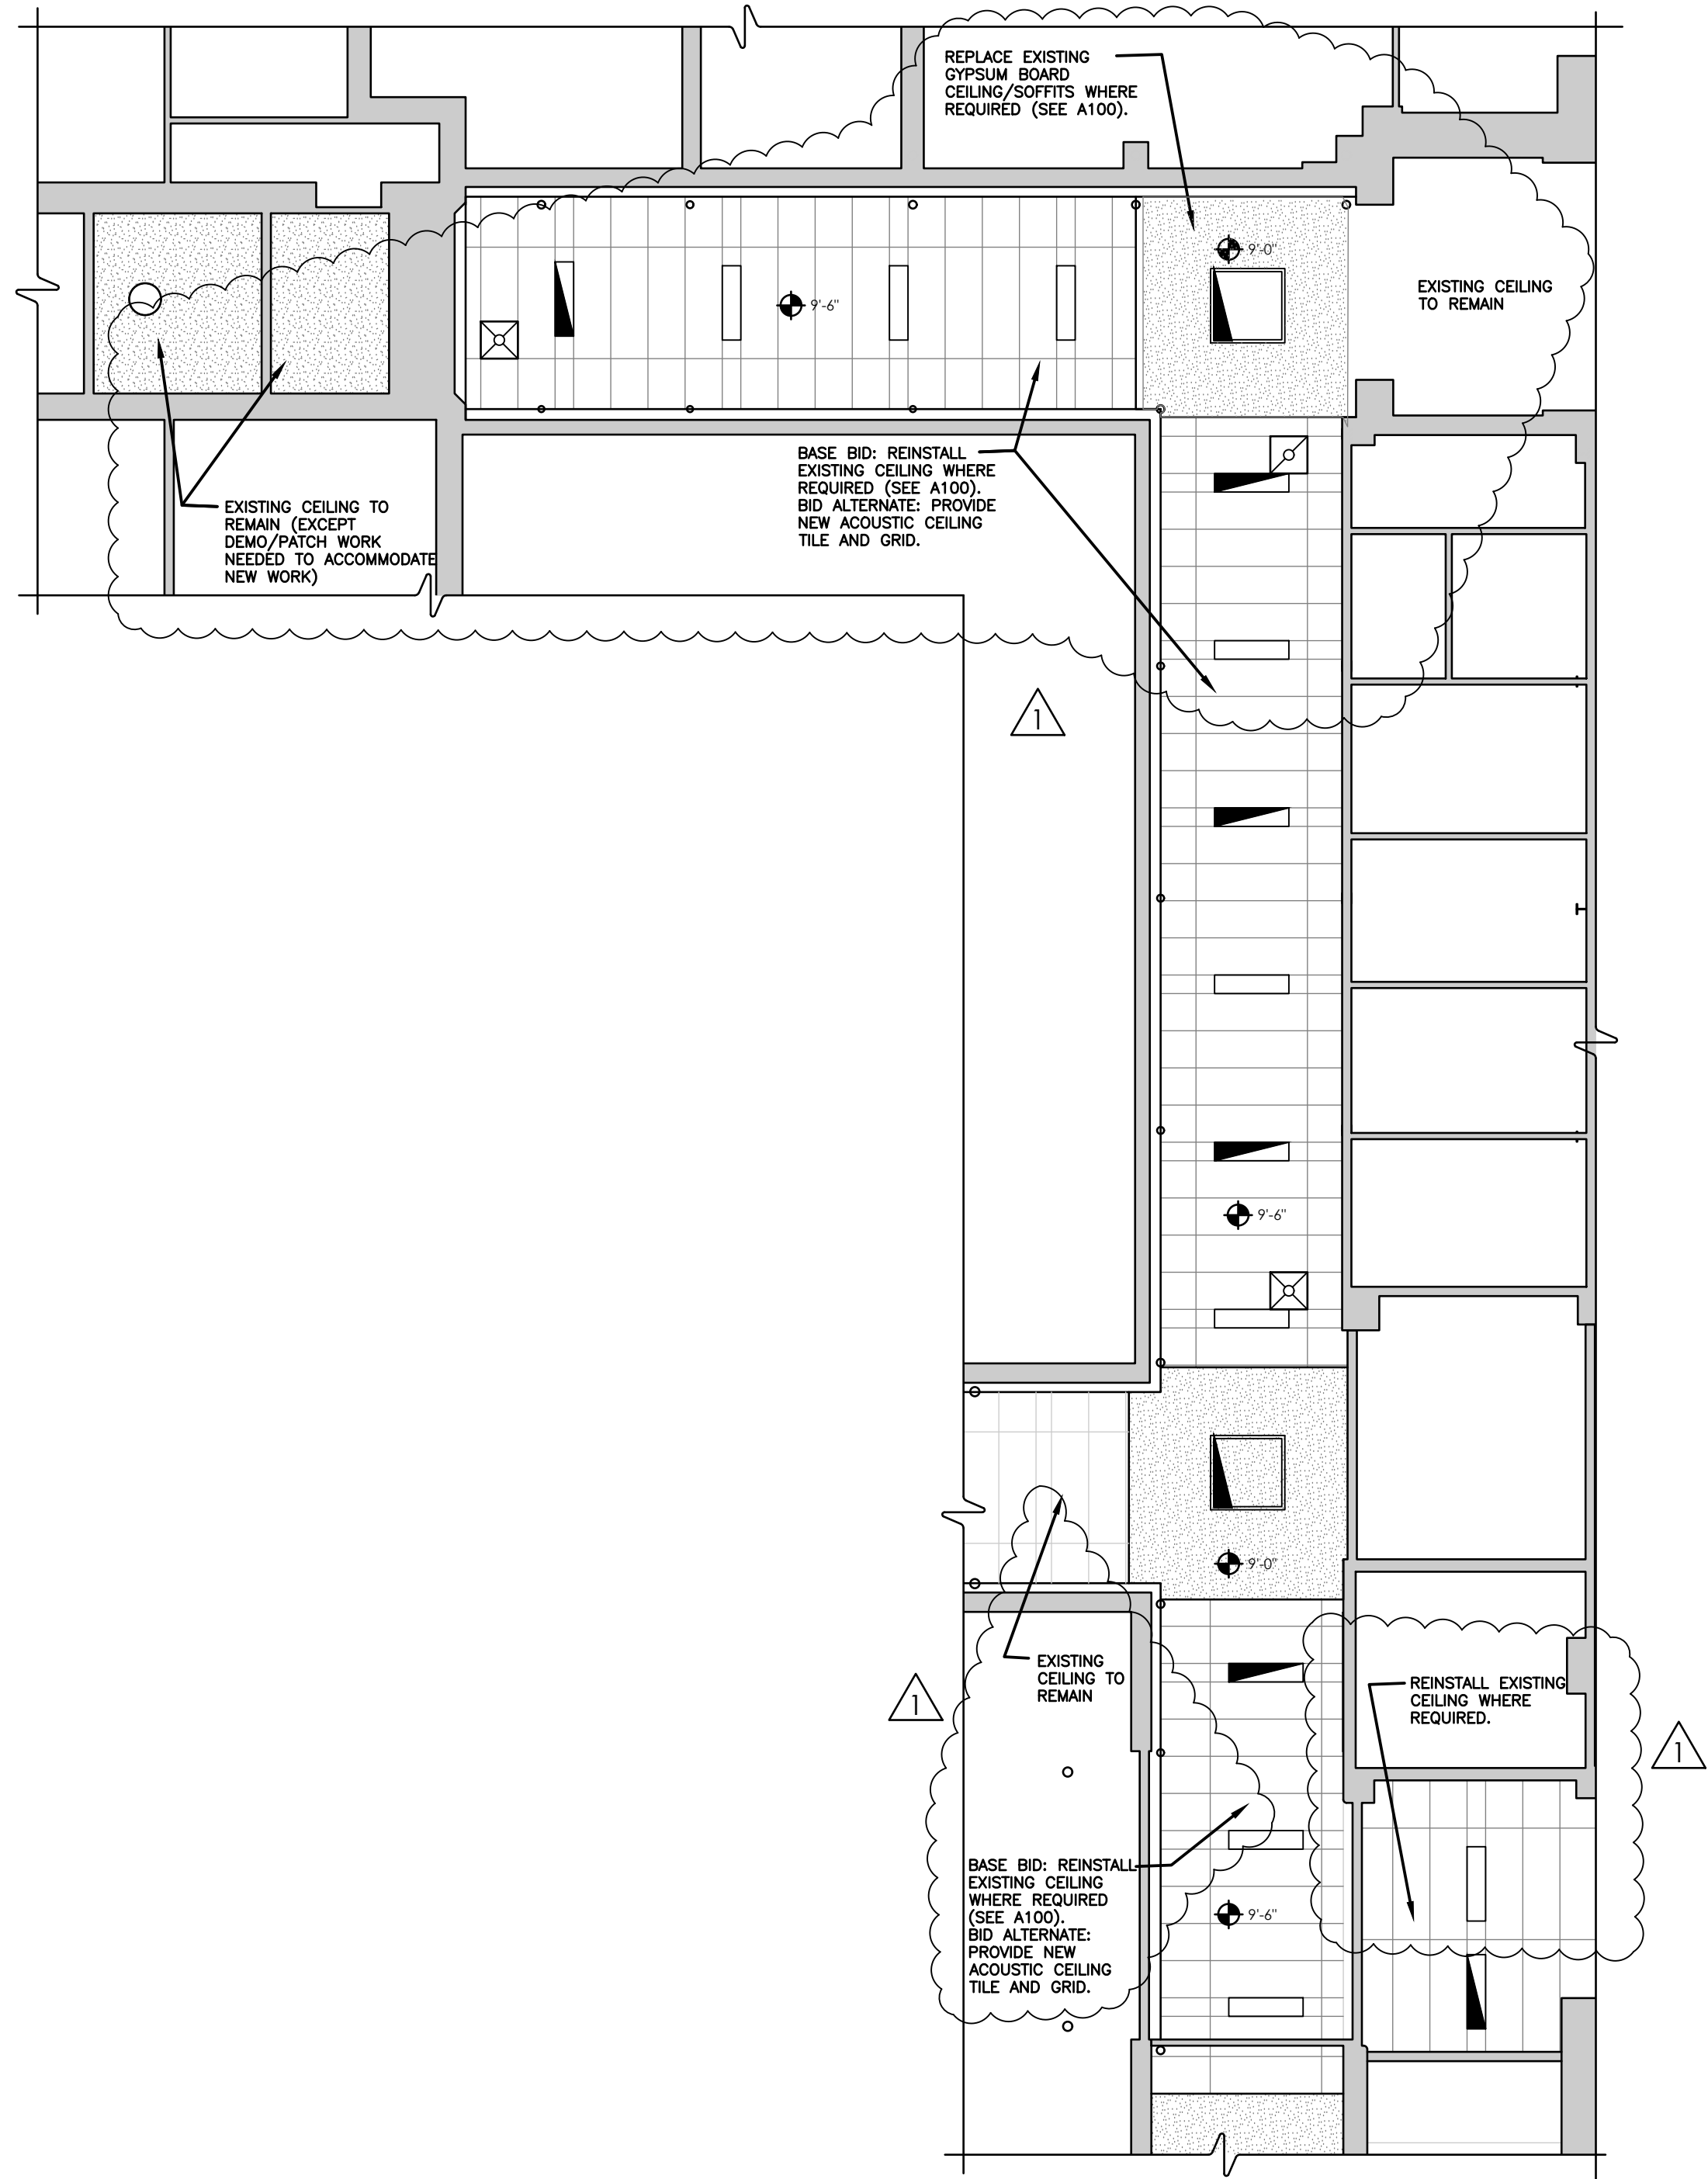 REPLACE EXISTING
GYPSUM BOARD
CEILING/SOFFITS WHERE
REQUIRED (SEE A100).
9'-0"
EXISTING CEILING
TO REMAIN
9'-6"
BASE BID: REINSTALL
EXISTING CEILING WHERE
REQUIRED (SEE A100).
BID ALTERNATE: PROVIDE
NEW ACOUSTIC CEILING
TILE AND GRID.
EXISTING CEILING TO
REMAIN (EXCEPT
DEMO/PATCH WORK
NEEDED TO ACCOMMODATE
NEW WORK)
1
9'-6"
9'-0"
EXISTING
CEILING TO
REMAIN
1
REINSTALL EXISTING
CEILING WHERE
REQUIRED.
1
BASE BID: REINSTALL
EXISTING CEILING
WHERE REQUIRED
(SEE A100).
BID ALTERNATE:
PROVIDE NEW
ACOUSTIC CEILING
TILE AND GRID.
9'-6"